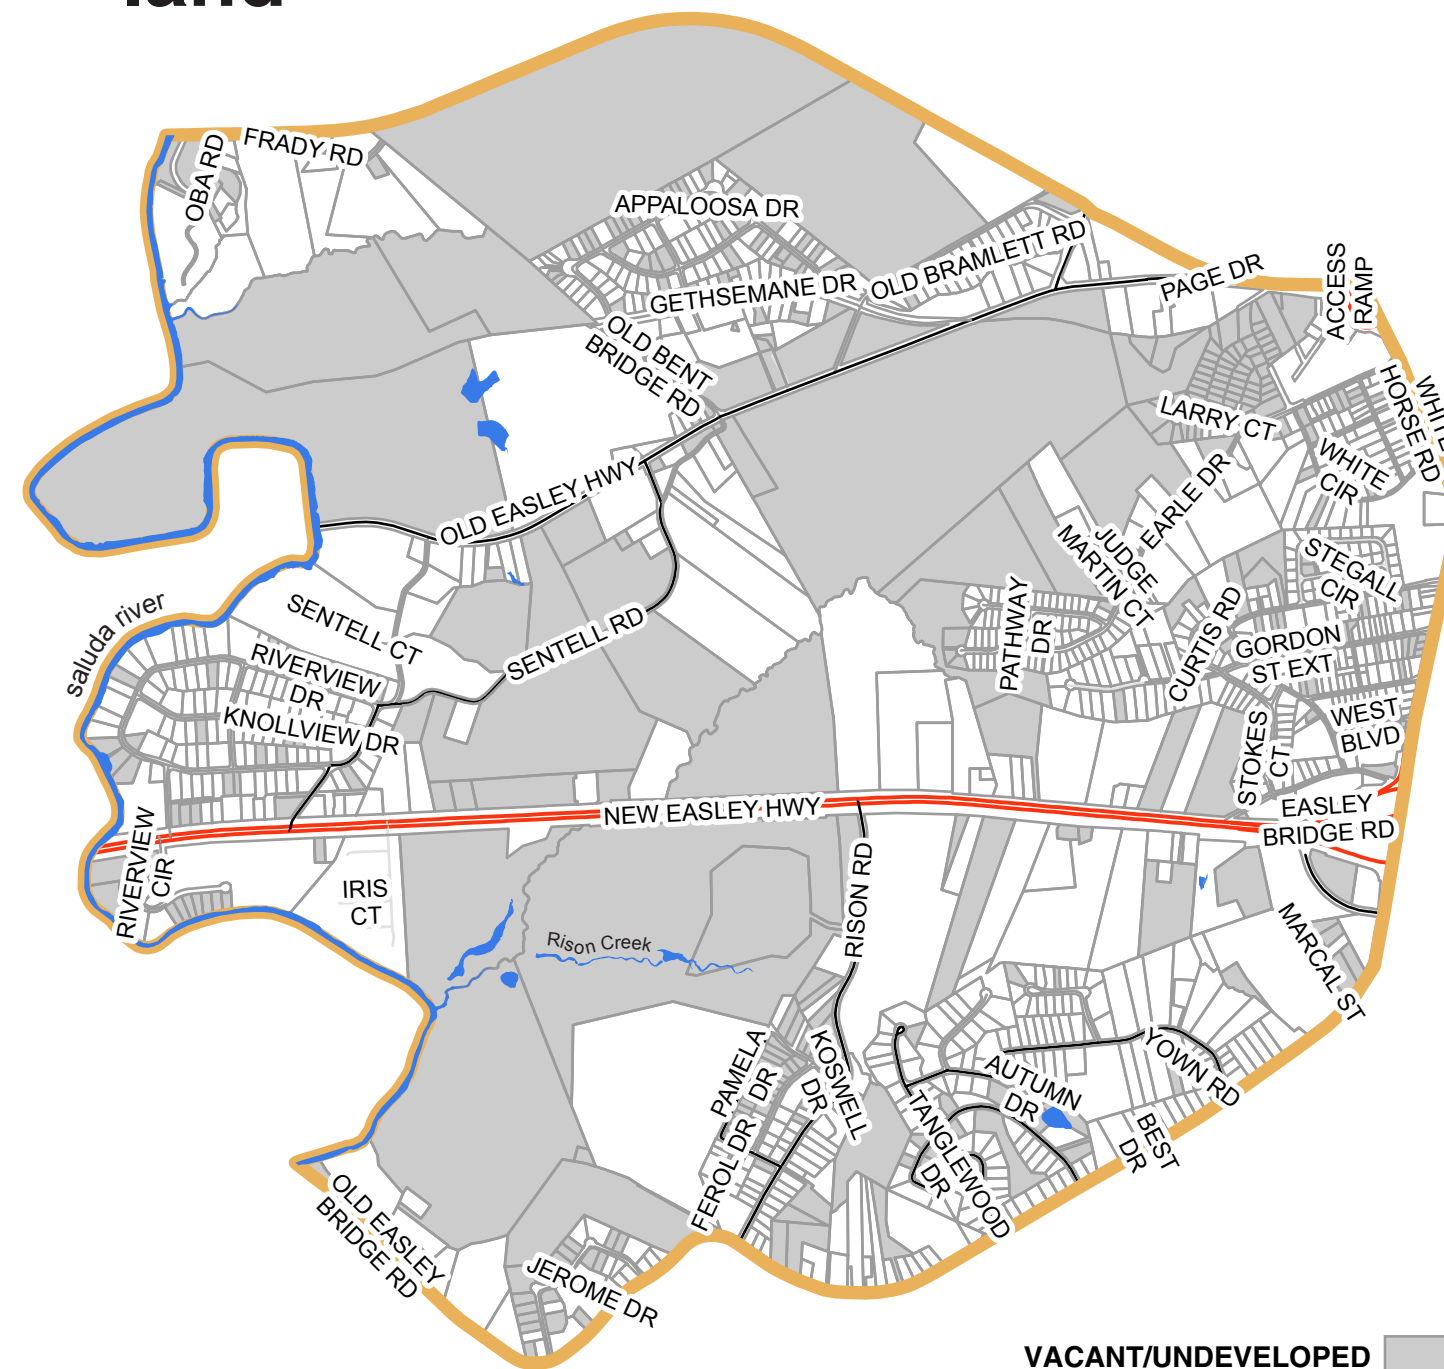 land
FRADY RD
OBA RD
APPALOOSA DR
GETHSEMANE DR
OLD BRAMLETT RD
PAGE DR
ACCESS
RAMP
OLD BENT
BRIDGE RD
LARRY CT
WHITE
HORSE RD
WHITE
CIR
OLD EASLEY HWY
EARLE DR
JUDGE
MARTIN CT
STEGALL
CIR
saluda river
SENTELL CT
SENTELL RD
PATHWAY
DR
CURTIS RD
GORDON
ST EXT
RIVERVIEW
DR
KNOLLVIEW DR
WEST
BLVD
STOKES
CT
NEW EASLEY HWY
EASLEY
BRIDGE RD
RIVERVIEW
CIR
IRIS
CT
RISON RD
Rison Creek
MARCAL ST
PAMELA
DR
KOSWELL
DR
YOWN RD
AUTUMN
DR
FEROL DR
TANGLEWOOD
DR
BEST
DR
OLD EASLEY
BRIDGE RD
JEROME DR
VACANT/UNDEVELOPED